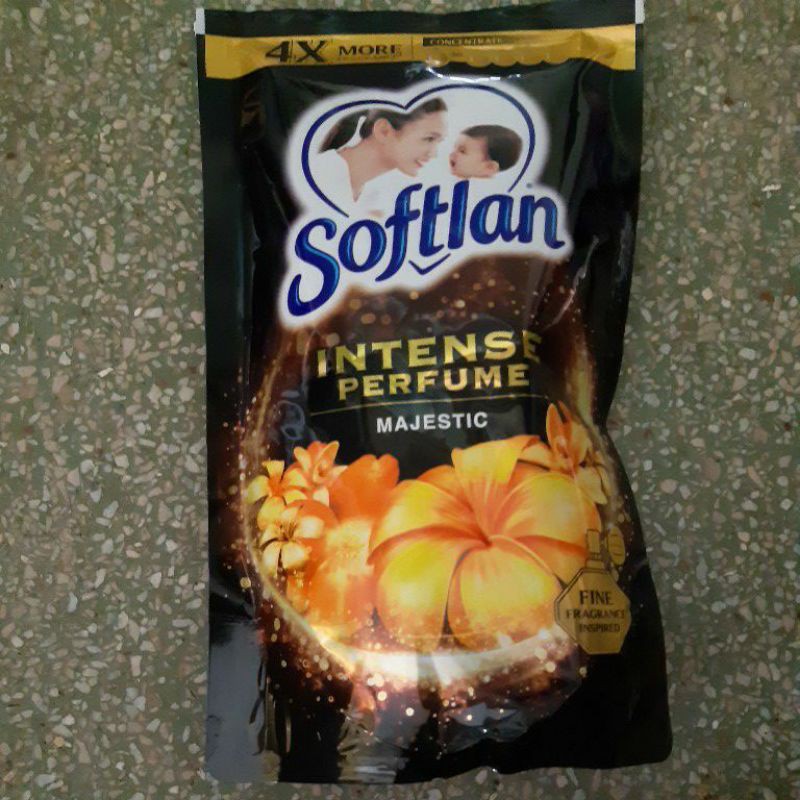 4X MORE
CONCENTRATE
Softlan
INTENSE
PERFUME
MAJESTIC
FINE
FRAGRANCE
INSPIRED